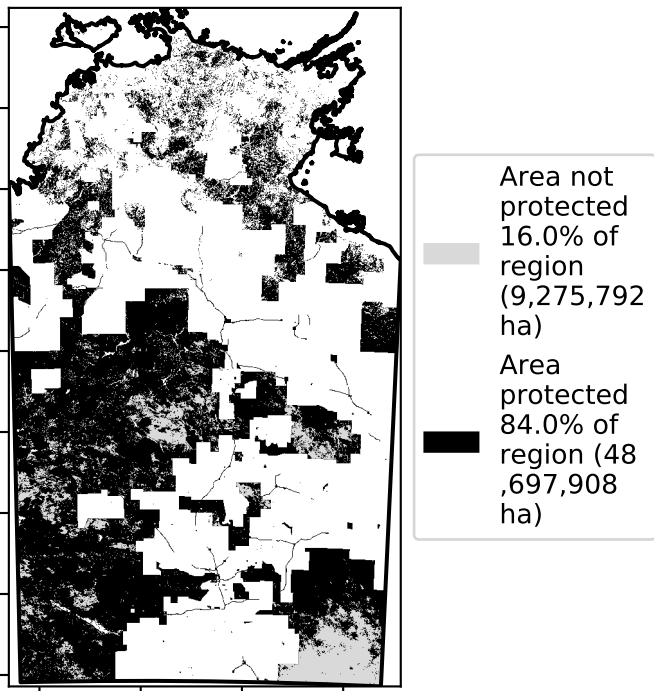 Area not
protected
16.0% of
region
(9,275,792
ha)
Area
protected
84.0% of
region (48
,697,908
ha)